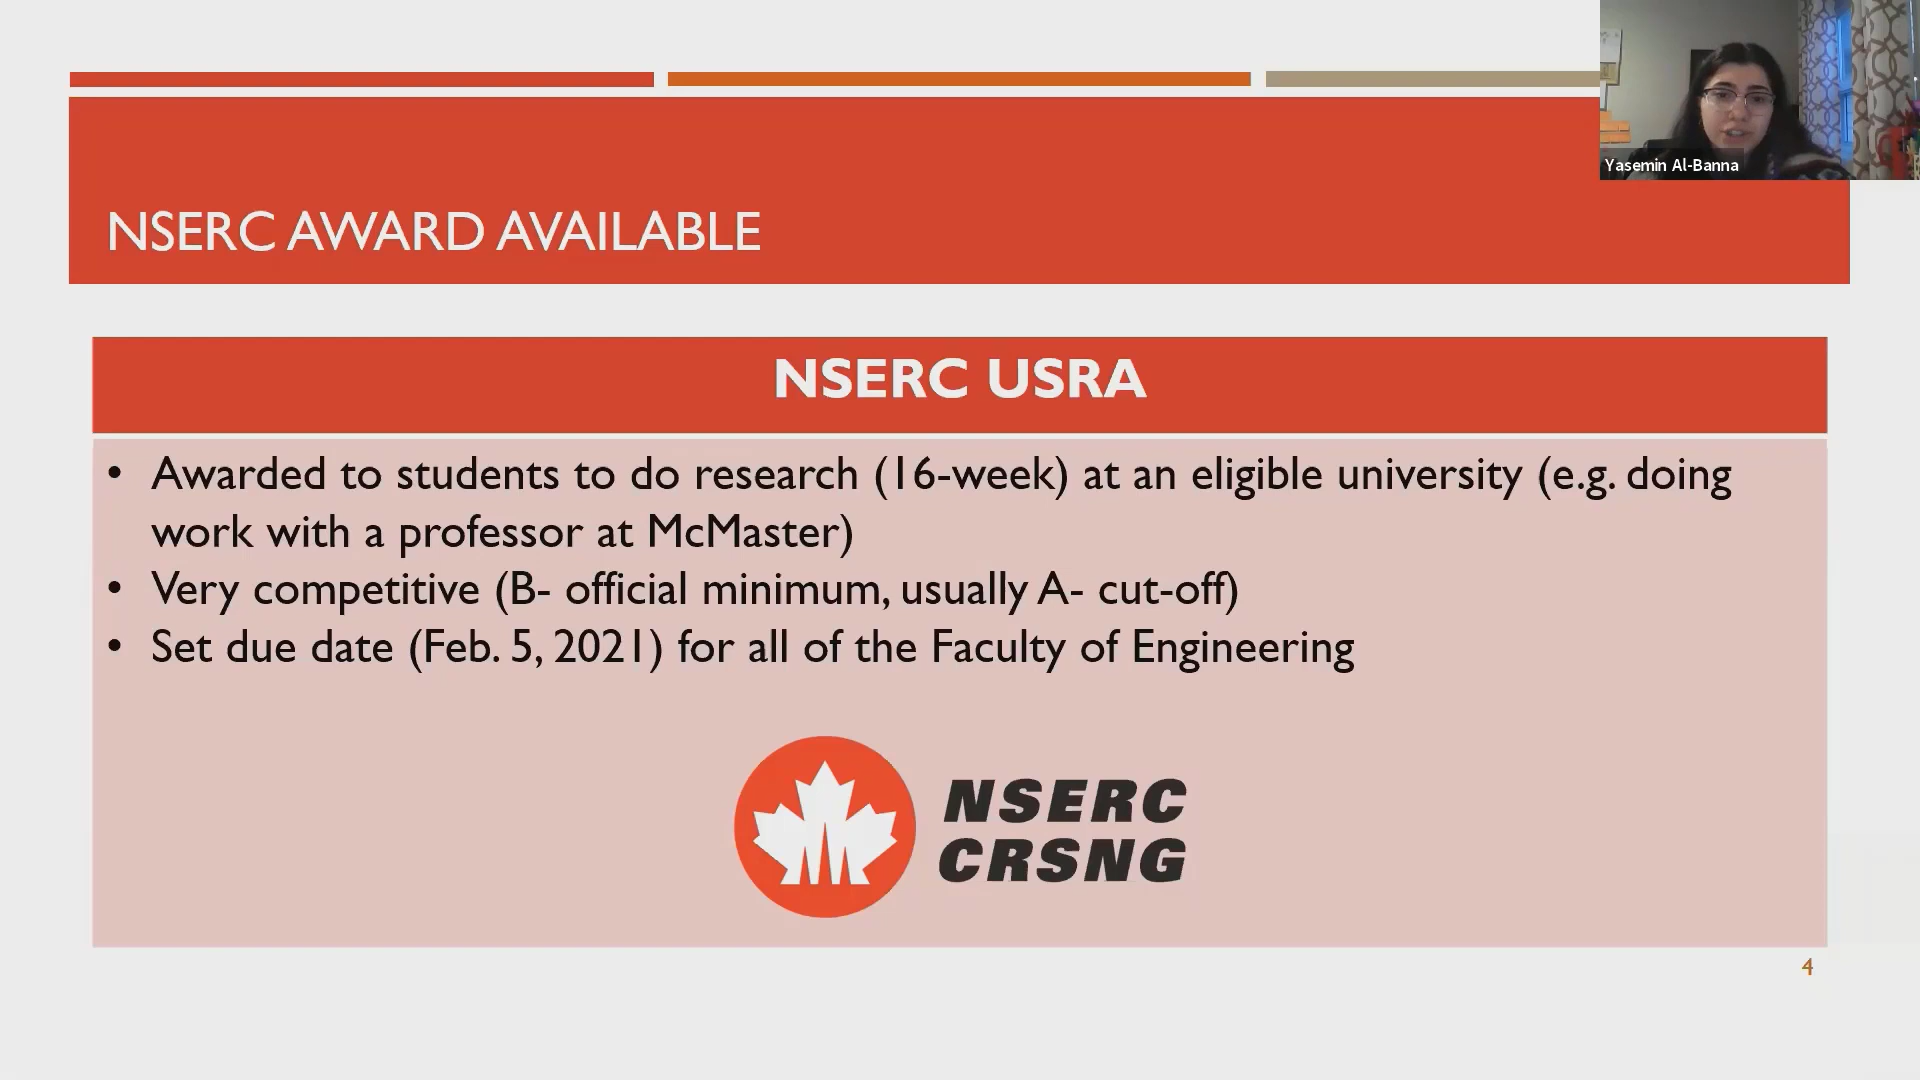 Yasemin Al-Banna
NSERC AWARD AVAILABLE
NSERC USRA
• Awarded to students to do research (16-week) at an eligible university (e.g. doing
work with a professor at McMaster)
• Very competitive (B- official minimum, usually A- cut-off)
• Set due date (Feb. 5, 2021) for all of the Faculty of Engineering
NSERC
CRSNG
4